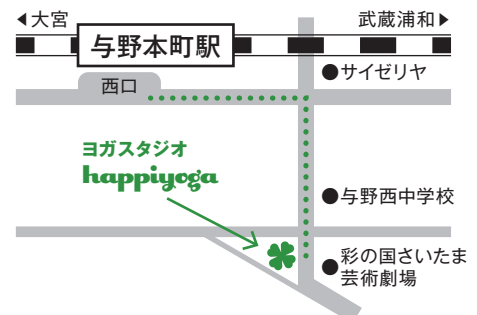 ◀大宮
武蔵浦和▶
与野本町駅
西口
●サイゼリヤ
ヨガスタジオ
happiyoga
●与野西中学校
●彩の国さいたま
芸術劇場